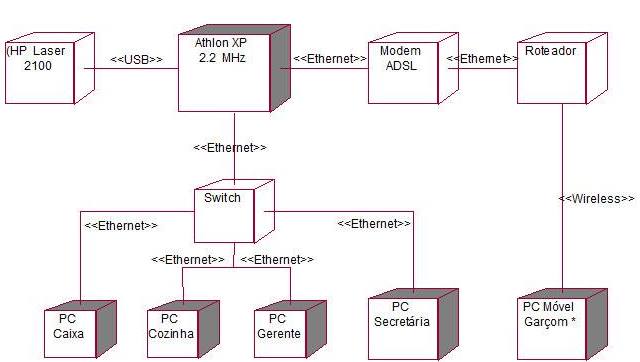 (HP Laser
2100
<<USB>>
Athlon XP
2.2 MHz
<<Ethernet>>
Modem
ADSL
<<Ethernet>>
Roteador
<<Ethernet>>
<<Wireless>>
Switch
<<Ethernet>>
<<Ethernet>>
<<Ethernet>>
<<Ethernet>>
PC
Caixa
PC
Cozinha
PC
Gerente
PC
Secretária
PC Móvel
Garçom *